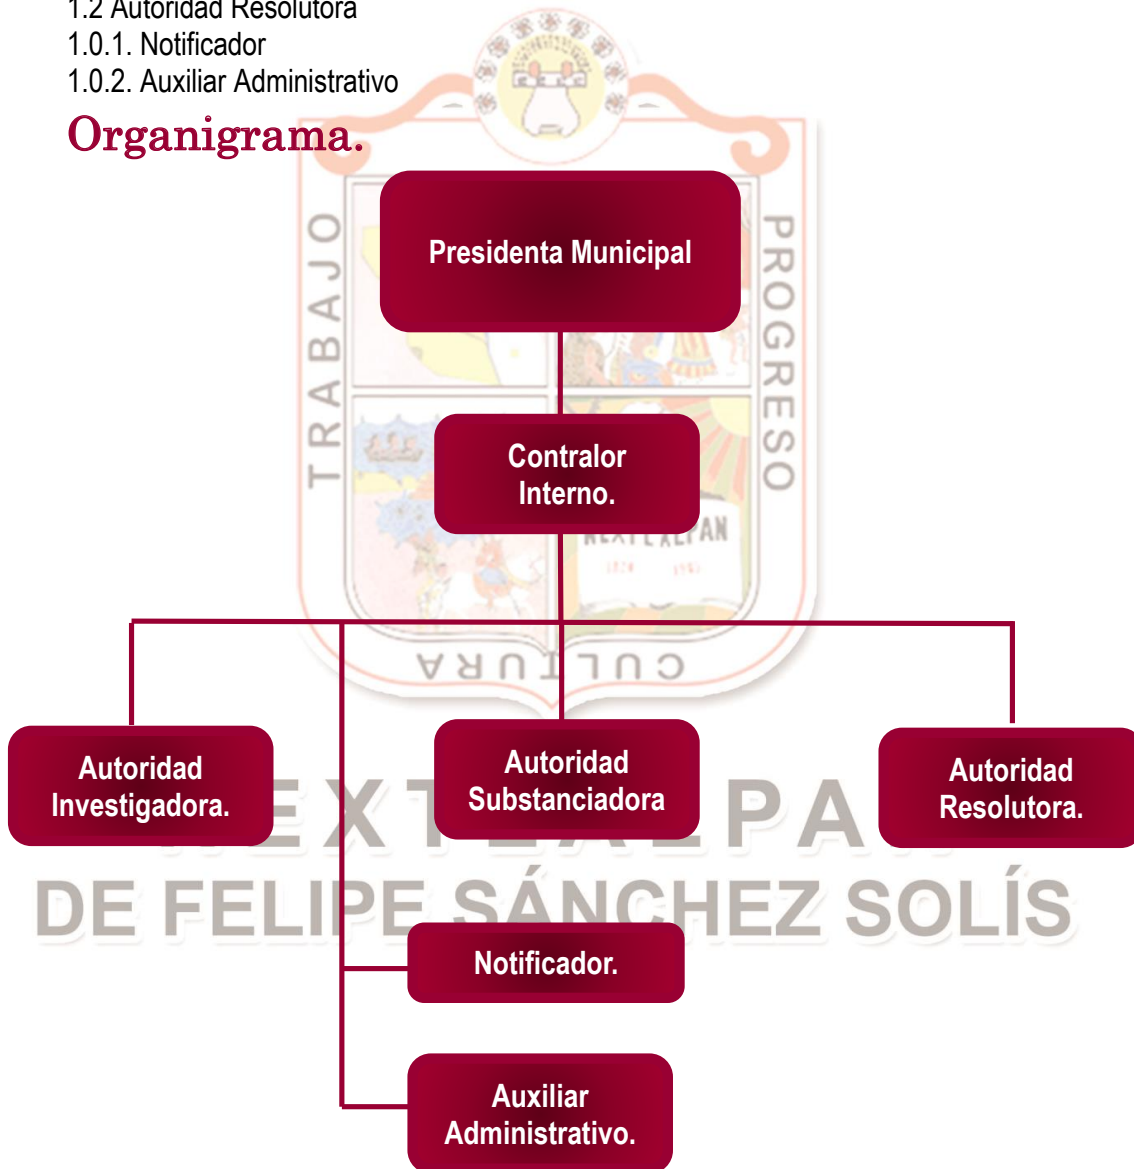 1.2 Autoridad Resolutora
1.0.1. Notificador
1.0.2. Auxiliar Administrativo
Organigrama.
Presidenta Municipal
TRABAJO
PROGRESO
Contralor
Interno.
CULTURA
Autoridad
Investigadora.
Autoridad
Substanciadora
Autoridad
Resolutora.
DE FELIPE SÁNCHEZ SOLÍS
Notificador.
Auxiliar
Administrativo.